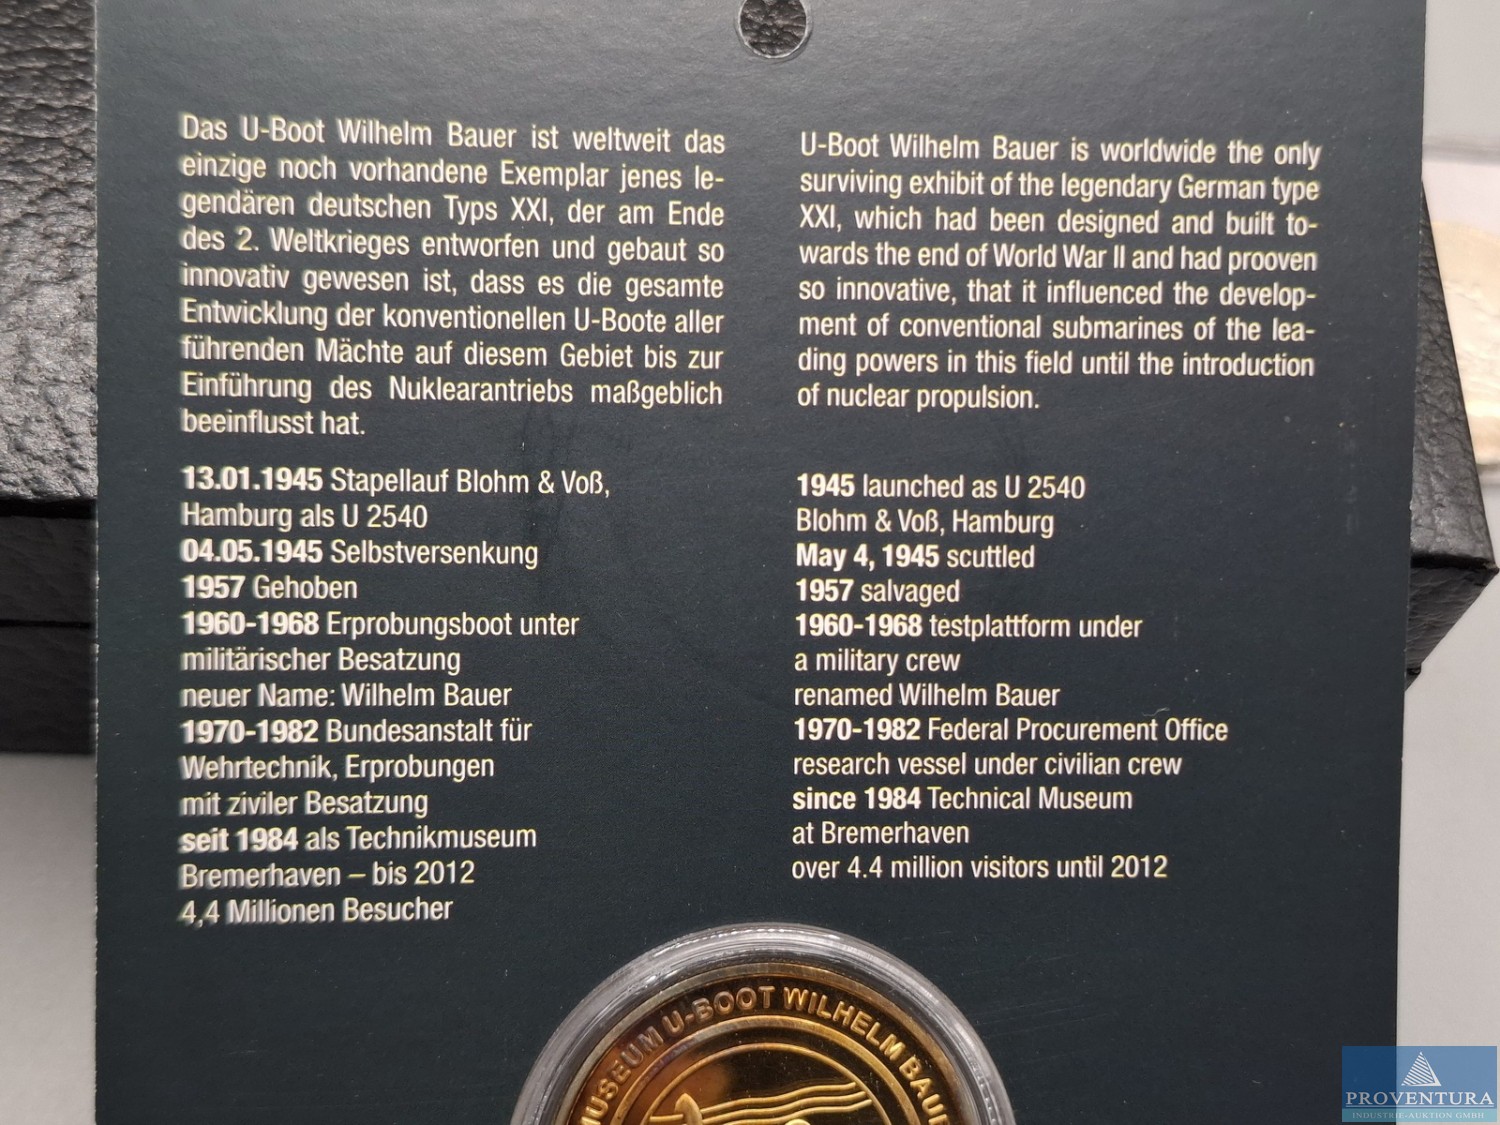 Das U-Boot Wilhelm Bauer ist weltweit das
einzige noch vorhandene Exemplar jenes le-
gendären deutschen Typs XXI, der am Ende
des 2. Weltkrieges entworfen und gebaut so
innovativ gewesen ist, dass es die gesamte
Entwicklung der konventionellen U-Boote aller
führenden Mächte auf diesem Gebiet bis zur
Einführung des Nuklearantriebs maßgeblich
beeinflusst hat.
13.01.1945 Stapellauf Blohm & Voß,
Hamburg als U 2540
04.05.1945 Selbstversenkung
1957 Gehoben
1960-1968 Erprobungsboot unter
militärischer Besatzung
neuer Name: Wilhelm Bauer
1970-1982 Bundesanstalt für
Wehrtechnik, Erprobungen
mit ziviler Besatzung
seit 1984 als Technikmuseum
Bremerhaven – bis 2012
4,4 Millionen Besucher
U-Boot Wilhelm Bauer is worldwide the only
surviving exhibit of the legendary German type
XXI, which had been designed and built to-
wards the end of World War II and had prooven
so innovative, that it influenced the develop-
ment of conventional submarines of the lea-
ding powers in this field until the introduction
of nuclear propulsion.
1945 launched as U 2540
Blohm & Voß, Hamburg
May 4, 1945 scuttled
1957 salvaged
1960-1968 testplattform under
a military crew
renamed Wilhelm Bauer
1970-1982 Federal Procurement Office
research vessel under civilian crew
since 1984 Technical Museum
at Bremerhaven
over 4.4 million visitors until 2012
U-BOOT WILHELM
PROVENTURA
INDUSTRIE-AUKTION GMBH